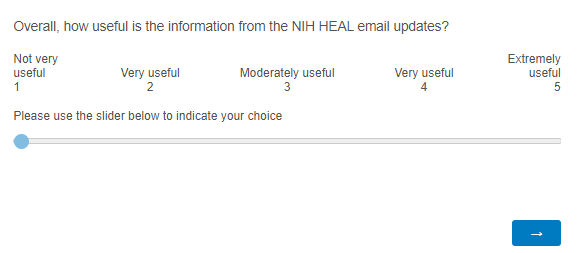 Overall, how useful is the information from the NIH HEAL email updates?
Not very useful Very useful Moderately useful Very useful Extremely useful
1 2 3 4 5
Please use the slider below to indicate your choice
→